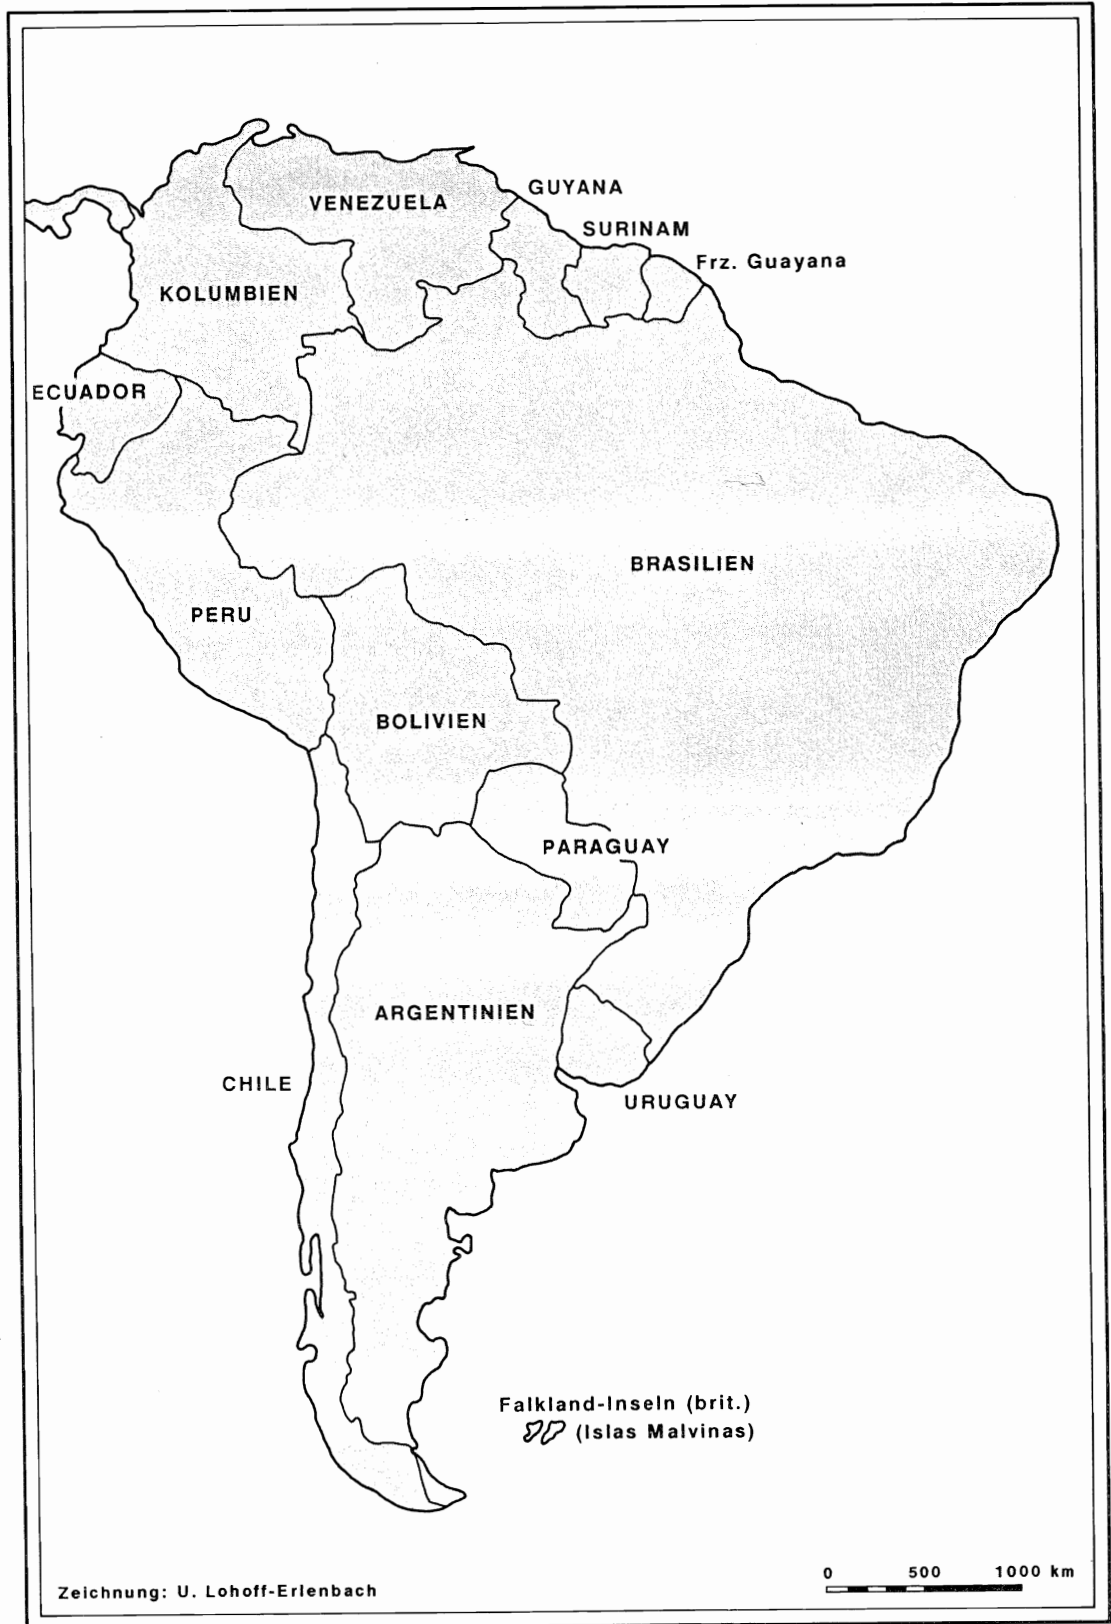 GUYANA
VENEZUELA
SURINAM
Frz. Guayana
KOLUMBIEN
ECUADOR
BRASILIEN
PERU
BOLIVIEN
PARAGUAY
ARGENTINIEN
CHILE
URUGUAY
Falkland-Inseln (brit.)
(Islas Malvinas)
0 500 1000 km
Zeichnung: U. Lohoff-Erlenbach